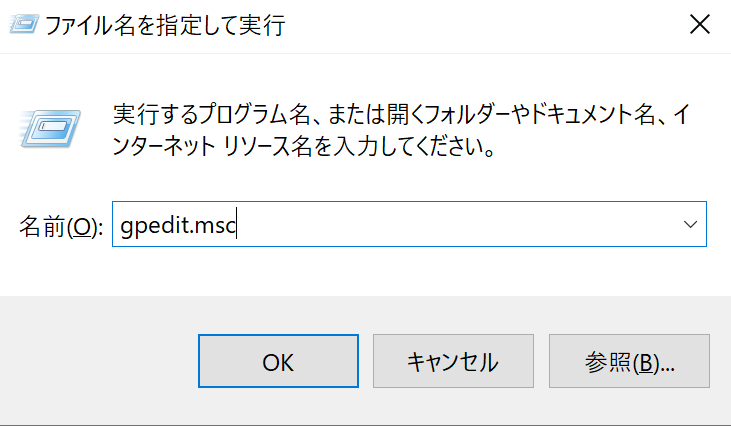 ファイル名を指定して実行
実行するプログラム名、または開くフォルダーやドキュメント名、イ
ンターネット リソース名を入力してください。
名前(O): gpedit.msc
OK キャンセル 参照(B)...